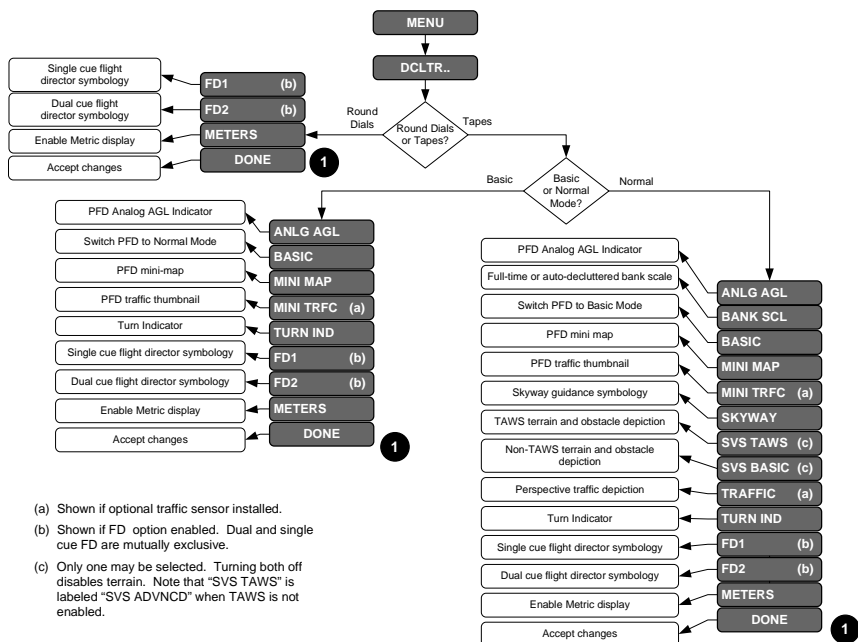 MENU
DCLTR..
Round Dials
or Tapes?
Round
Dials
Tapes
Single cue flight
director symbology
FD1 (b)
Dual cue flight
director symbology
FD2 (b)
Enable Metric display
METERS
Accept changes
DONE
1
Basic
or Normal
Mode?
Basic
Normal
PFD Analog AGL Indicator
ANLG AGL
Switch PFD to Normal Mode
BASIC
PFD mini-map
MINI MAP
PFD traffic thumbnail
MINI TRFC (a)
Turn Indicator
TURN IND
Single cue flight director symbology
FD1 (b)
Dual cue flight director symbology
FD2 (b)
Enable Metric display
METERS
Accept changes
DONE
1
PFD Analog AGL Indicator
ANLG AGL
Full-time or auto-decluttered bank scale
BANK SCL
Switch PFD to Basic Mode
BASIC
PFD mini map
MINI MAP
PFD traffic thumbnail
MINI TRFC (a)
Skyway guidance symbology
SKYWAY
TAWS terrain and obstacle depiction
SVS TAWS (c)
Non-TAWS terrain and obstacle
depiction
SVS BASIC (c)
Perspective traffic depiction
TRAFFIC (a)
Turn Indicator
TURN IND
Single cue flight director symbology
FD1 (b)
Dual cue flight director symbology
FD2 (b)
Enable Metric display
METERS
Accept changes
DONE
1
(a) Shown if optional traffic sensor installed.
(b) Shown if FD option enabled. Dual and single
cue FD are mutually exclusive.
(c) Only one may be selected. Turning both off
disables terrain. Note that “SVS TAWS” is
labeled “SVS ADVNCD” when TAWS is not
enabled.